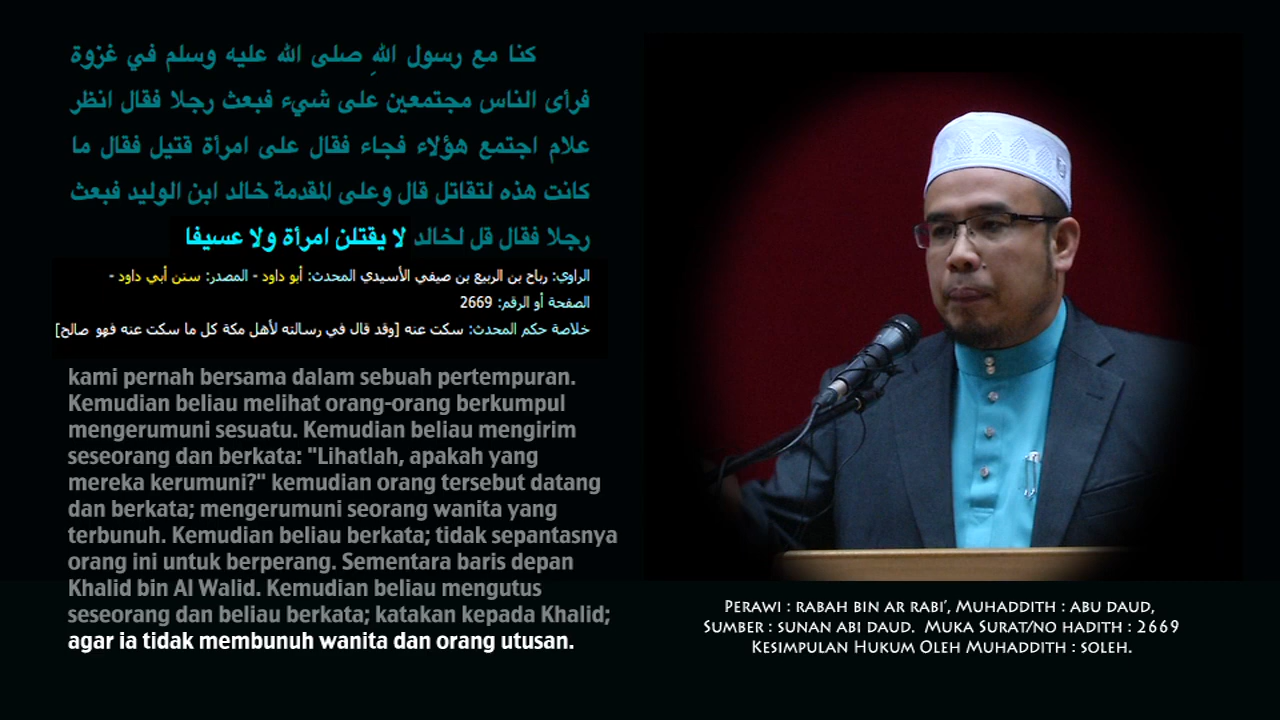 كنا مع رسول اللهِ صلى الله عليه وسلم في غزوة
فرأى الناس مجتمعين على شيء فبعث رجلا فقال انظر
علام اجتمع هؤلاء فجاء فقال على امرأة قتيل فقال ما
كانت هذه لتقاتل قال وعلى المقدمة خالد ابن الوليد فبعث
رجلا فقال قل لخالد لا يقتلن امرأة ولا عسيفا
الراوي: رباح بن الربيع بن صيفي الأسيدي المحدث: أبو داود - المصدر: سنن أبي داود -
الصفحة أو الرقم: 2669
خلاصة حكم المحدث: سكت عنه [وقد قال في رسالته لأهل مكة كل ما سكت عنه فهو صالح]
kami pernah bersama dalam sebuah pertempuran.
Kemudian beliau melihat orang-orang berkumpul
mengerumuni sesuatu. Kemudian beliau mengirim
seseorang dan berkata: "Lihatlah, apakah yang
mereka kerumuni?" kemudian orang tersebut datang
dan berkata; mengerumuni seorang wanita yang
terbunuh. Kemudian beliau berkata; tidak sepantasnya
orang ini untuk berperang. Sementara baris depan
Khalid bin Al Walid. Kemudian beliau mengutus
seseorang dan beliau berkata; katakan kepada Khalid;
agar ia tidak membunuh wanita dan orang utusan.
Perawi : rabah bin ar rabi', Muhaddith : abu daud,
Sumber : sunan abi daud. Muka Surat/no hadith : 2669
Kesimpulan Hukum Oleh Muhaddith : soleh.